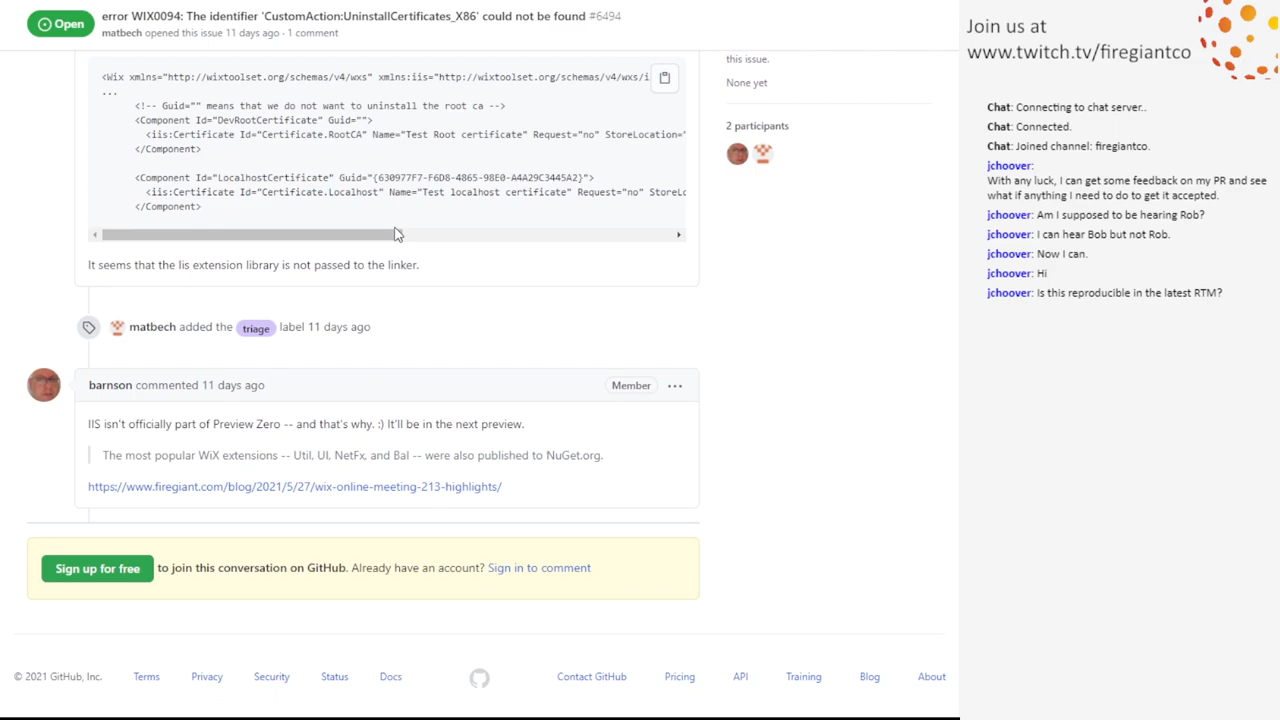 Open
error WIX0094: The identifier 'CustomAction:UninstallCertificates_X86' could not be found #6494
matbech opened this issue 11 days ago · 1 comment
<Wix xmlns="http://wixtoolset.org/schemas/v4/wxs" xmlns:iis="http://wixtoolset.org/schemas/v4/wxs/i
...
<!-- Guid="" means that we do not want to uninstall the root ca -->
<Component Id="DevRootCertificate" Guid="">
<iis:Certificate Id="Certificate.RootCA" Name="Test Root certificate" Request="no" StoreLocation="
</Component>
<Component Id="LocalhostCertificate" Guid="{630977F7-F6D8-4865-98E0-A4A29C3445A2}">
<iis:Certificate Id="Certificate.Localhost" Name="Test localhost certificate" Request="no" StoreLo
</Component>
It seems that the Iis extension library is not passed to the linker.
matbech added the triage label 11 days ago
barnson commented 11 days ago
Member
IIS isn't officially part of Preview Zero -- and that's why. :) It'll be in the next preview.
The most popular WiX extensions -- Util, UI, NetFx, and Bal -- were also published to NuGet.org.
https://www.firegiant.com/blog/2021/5/27/wix-online-meeting-213-highlights/
Sign up for free to join this conversation on GitHub. Already have an account? Sign in to comment
© 2021 GitHub, Inc. Terms Privacy Security Status Docs Contact GitHub Pricing API Training Blog About
this issue.
None yet
2 participants
Join us at
www.twitch.tv/firegiantco
Chat: Connecting to chat server..
Chat: Connected.
Chat: Joined channel: firegiantco.
jchoover:
With any luck, I can get some feedback on my PR and see
what if anything I need to do to get it accepted.
jchoover: Am I supposed to be hearing Rob?
jchoover: I can hear Bob but not Rob.
jchoover: Now I can.
jchoover: Hi
jchoover: Is this reproducible in the latest RTM?